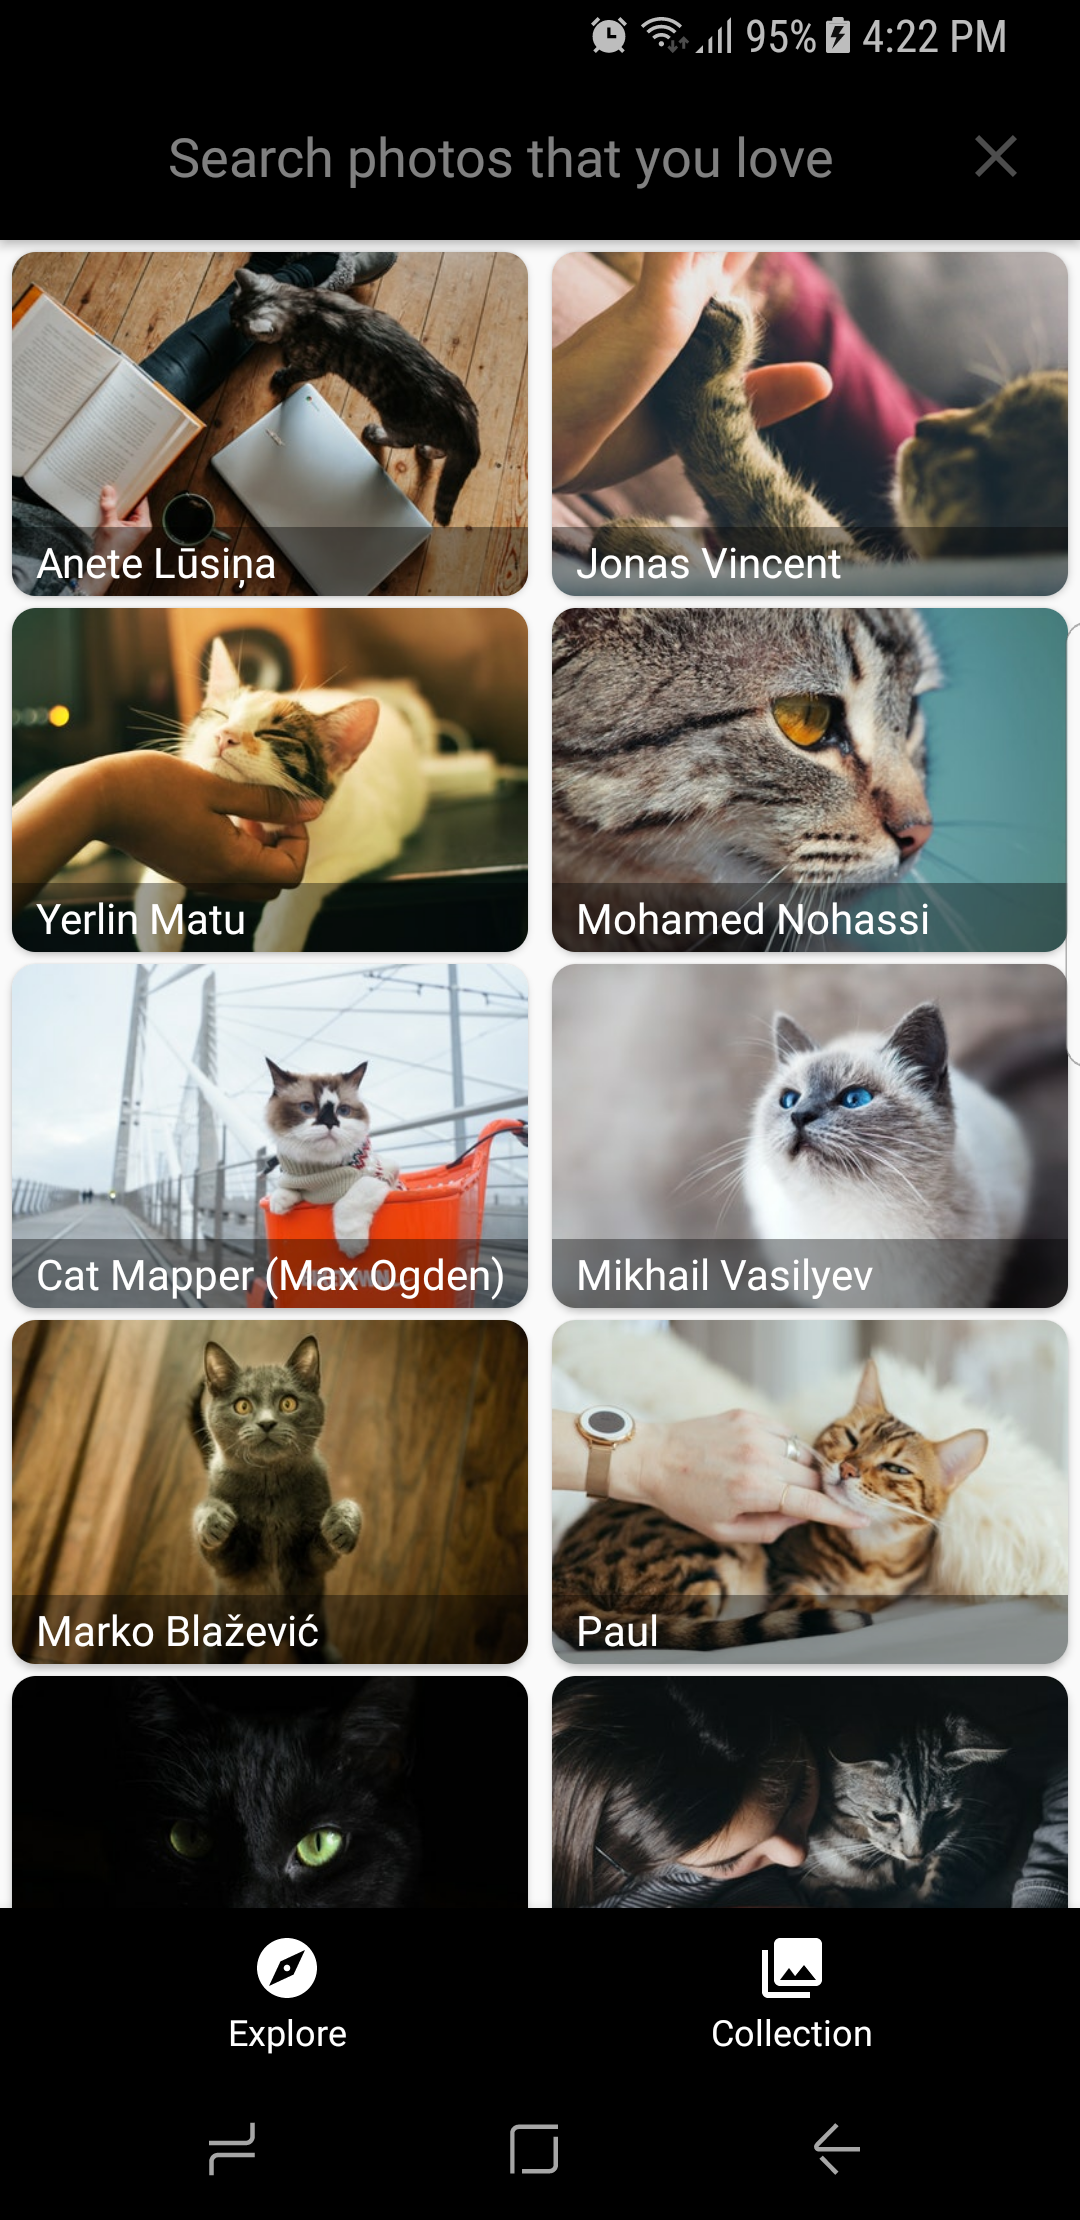 95% 4:22 PM
Search photos that you love
Anete Lūsiņa
Jonas Vincent
Yerlin Matu
Mohamed Nohassi
Cat Mapper (Max Ogden)
Mikhail Vasilyev
Marko Blažević
Paul
Explore
Collection